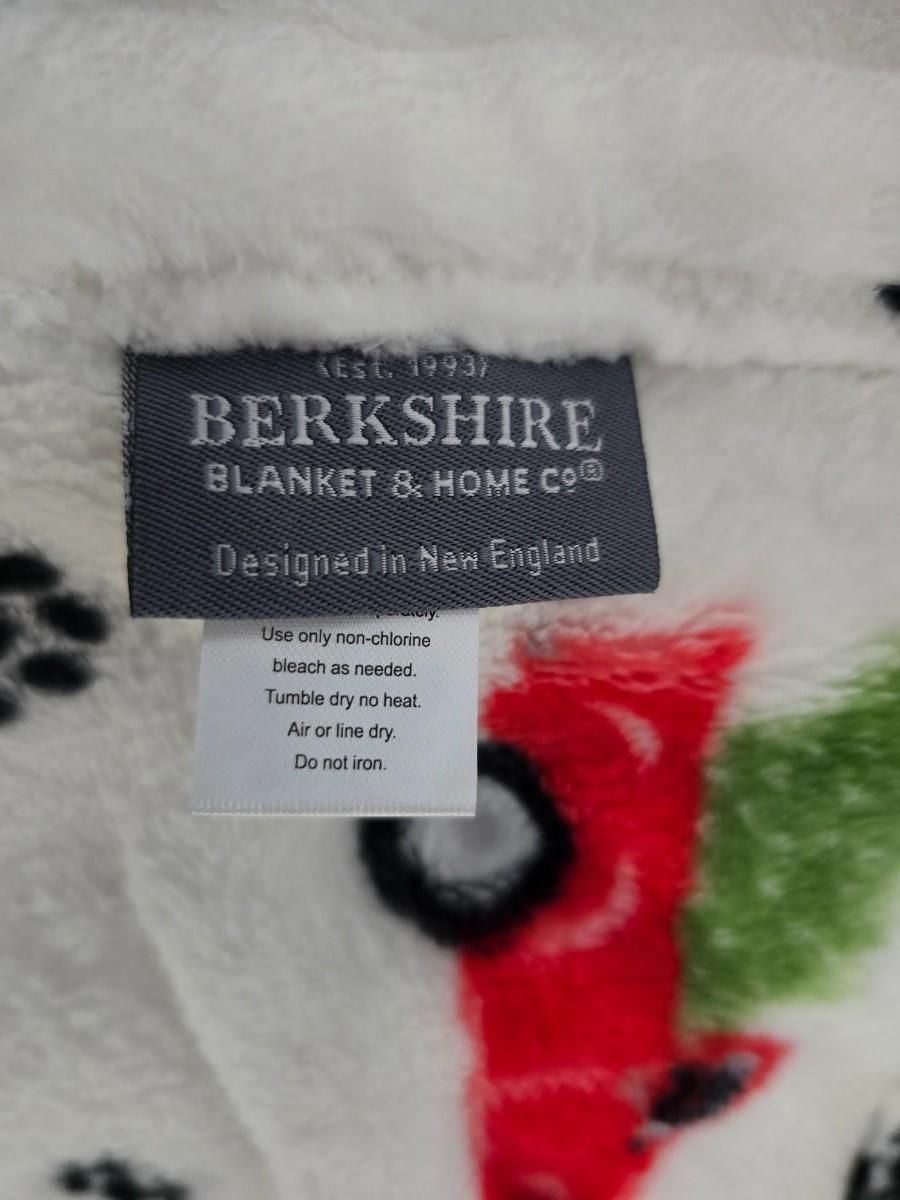 (Est. 1993)
BERKSHIRE
BLANKET & HOME Co®
Designed in New England
Use only non-chlorine
bleach as needed.
Tumble dry no heat.
Air or line dry.
Do not iron.